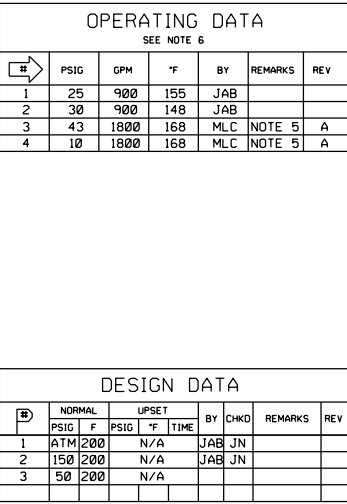 OPERATING DATA
SEE NOTE 6
# PSIG GPM °F BY REMARKS REV
1 25 900 155 JAB
2 30 900 148 JAB
3 43 1800 168 MLC NOTE 5 A
4 10 1800 168 MLC NOTE 5 A
DESIGN DATA
# NORMAL UPSET BY CHKD REMARKS REV
PSIG F PSIG °F TIME
1 ATM 200 N/A JAB JN
2 150 200 N/A JAB JN
3 50 200 N/A